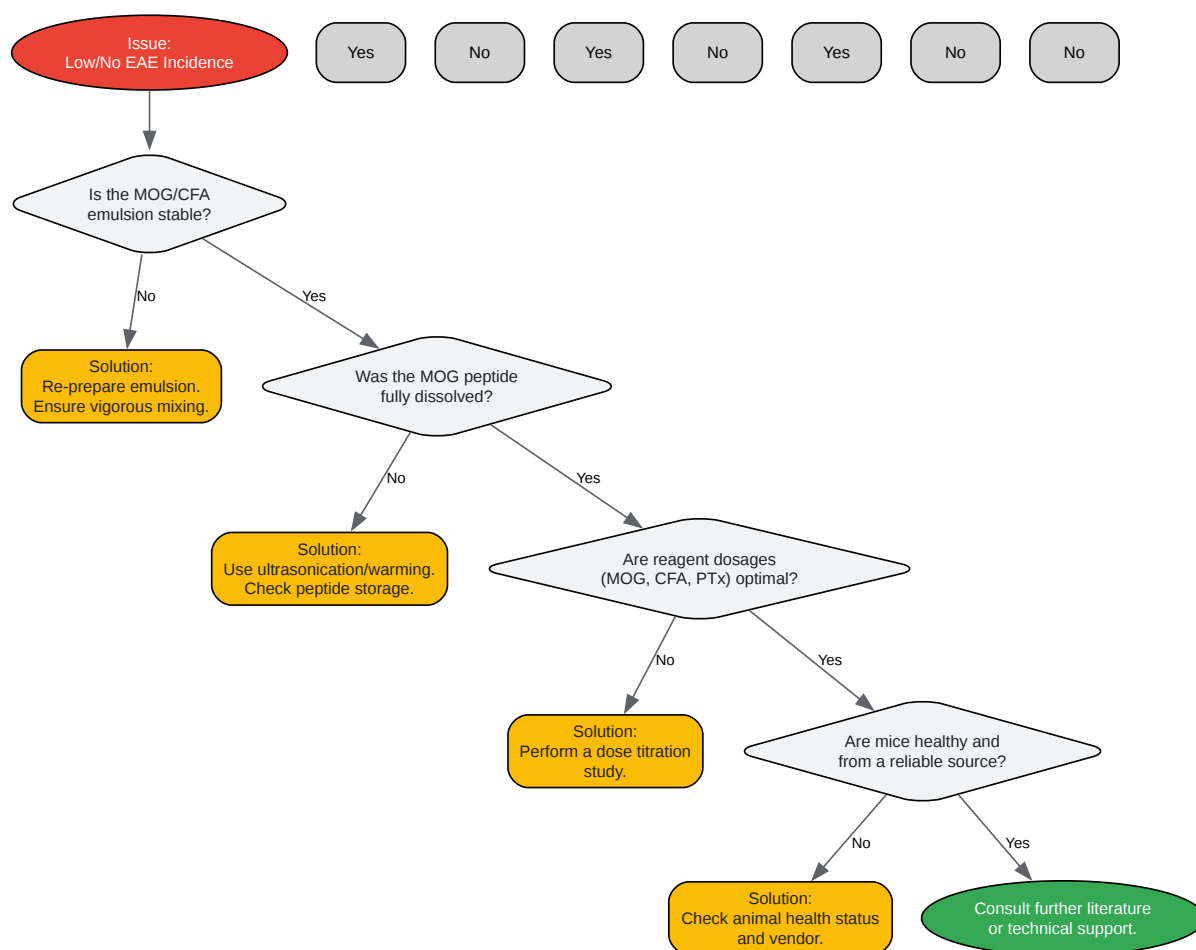 Issue:
Low/No EAE Incidence
Yes
No
Yes
No
Yes
No
No
Is the MOG/CFA
emulsion stable?
No
Yes
Solution:
Re-prepare emulsion.
Ensure vigorous mixing.
Was the MOG peptide
fully dissolved?
No
Yes
Solution:
Use ultrasonication/warming.
Check peptide storage.
Are reagent dosages
(MOG, CFA, PTx) optimal?
No
Yes
Solution:
Perform a dose titration
study.
Are mice healthy and
from a reliable source?
No
Yes
Solution:
Check animal health status
and vendor.
Consult further literature
or technical support.